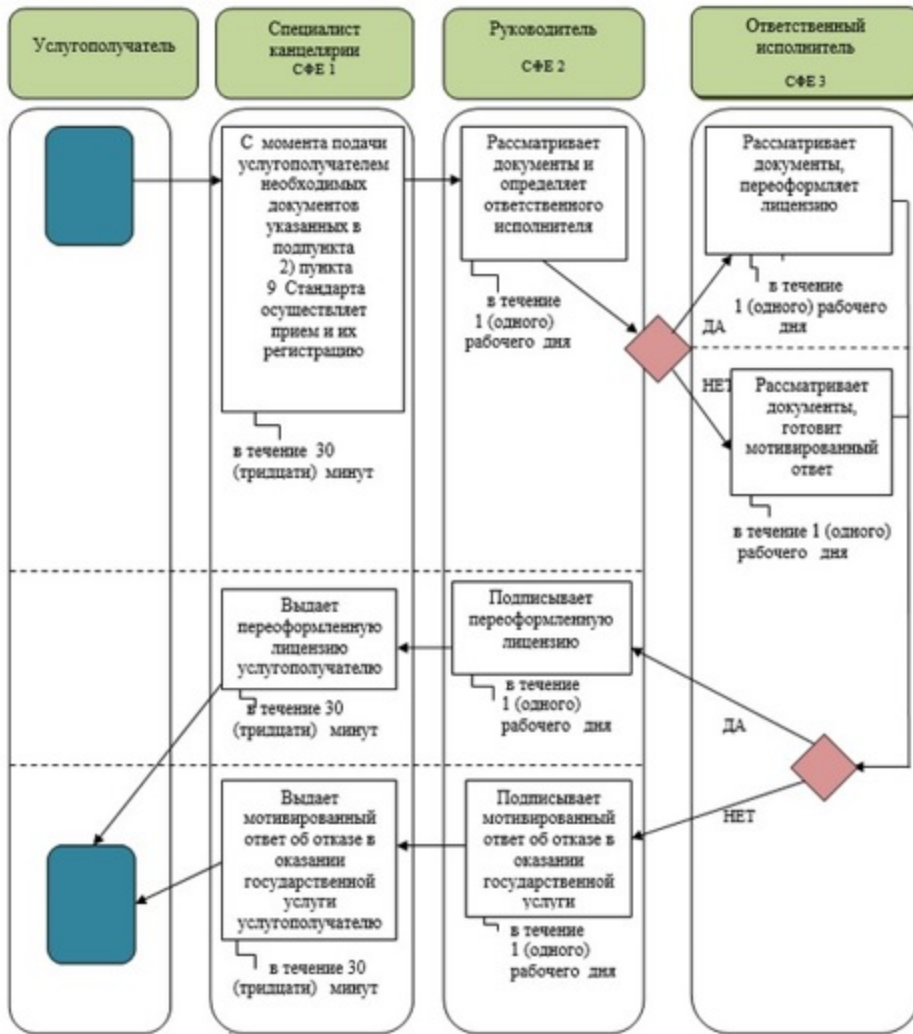 Услугополучатель
Специалист
канцелярии
СФЕ 1
Руководитель
СФЕ 2
Ответственный
исполнитель
СФЕ 3
С момента подачи
услугополучателем
необходимых
документов
указанных в
подпункта
2) пункта
9 Стандарта
осуществляет
прием и их
регистрацию
в течение 30
(тридцати) минут
Рассматривает
документы и
определяет
ответственного
исполнителя
в течение
1 (одного)
рабочего дня
Рассматривает
документы,
переоформляет
лицензию
в течение
1 (одного) рабочего
дня
ДА
НЕТ
Рассматривает
документы,
готовит
мотивированный
ответ
в течение 1 (одного)
рабочего дня
Выдает
переоформленную
лицензию
услугополучателю
в течение 30
(тридцати) минут
Подписывает
переоформленную
лицензию
в течение
1 (одного)
рабочего дня
ДА
НЕТ
Выдает
мотивированный
ответ об отказе в
оказании
государственной
услуги
услугополучателю
в течение 30
(тридцати) минут
Подписывает
мотивированный
ответ об отказе в
оказании
государственной
услуги
в течение
1 (одного)
рабочего дня